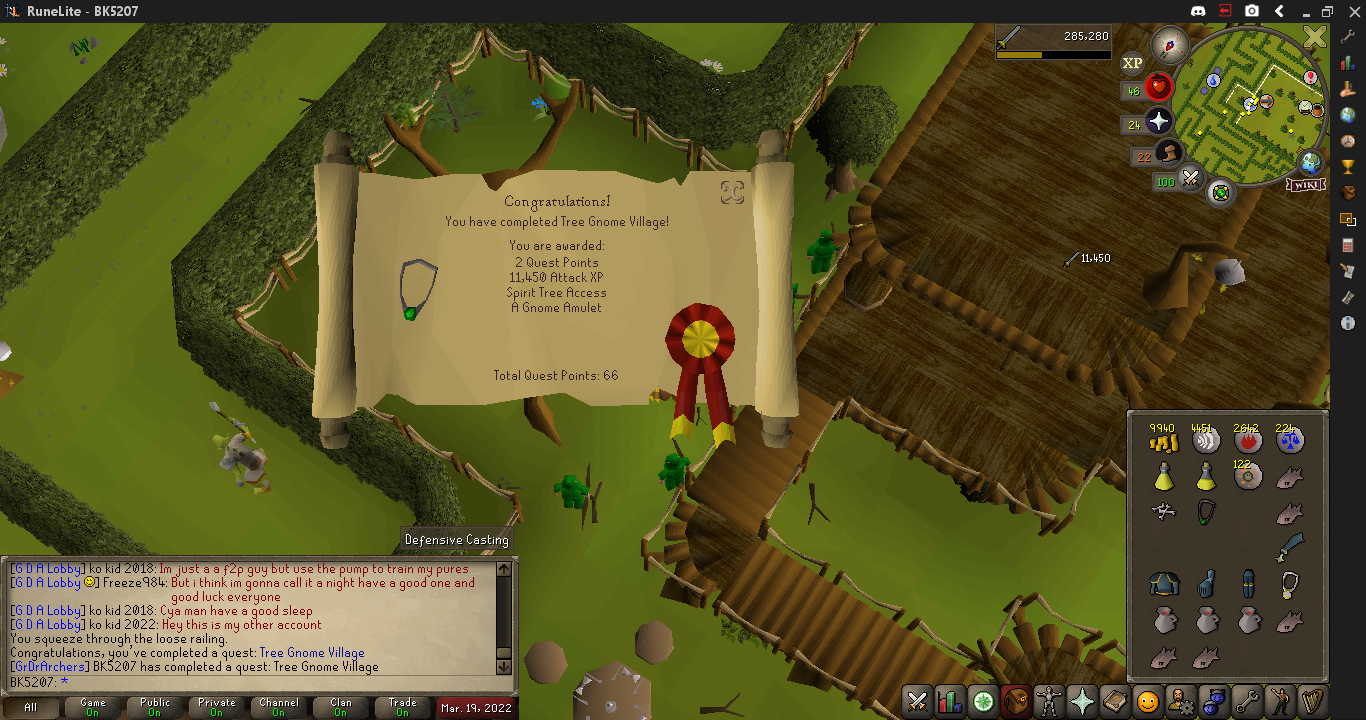 RuneLite - BK5207
285,280
XP
46
24
22
100
WIKI
11,450
Congratulations!
You have completed Tree Gnome Village!
You are awarded:
2 Quest Points
11,450 Attack XP
Spirit Tree Access
A Gnome Amulet
Total Quest Points: 66
9940 4451 2642 224
122
Defensive Casting
[G D A Lobby] ko kid 2018: Im just a a f2p guy but use the pump to train my pures
[G D A Lobby] Freeze984: But i think im gonna call it a night have a good one and
good luck everyone
[G D A Lobby] ko kid 2018: Cya man have a good sleep
[G D A Lobby] ko kid 2022: Hey this is my other account
You squeeze through the loose railing.
Congratulations, you've completed a quest: Tree Gnome Village
[GrDrArchers] BK5207 has completed a quest: Tree Gnome Village
BK5207: *
All Game Public Private Channel Clan Trade Mar. 19, 2022
On On On On On On